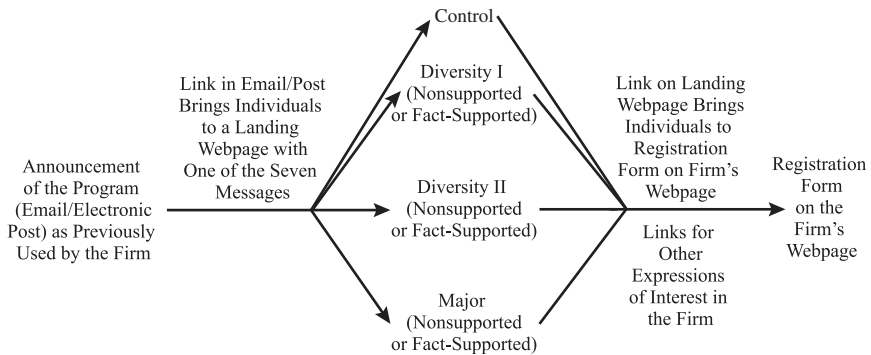 Announcement
of the Program
(Email/Electronic
Post) as Previously
Used by the Firm
Link in Email/Post
Brings Individuals
to a Landing
Webpage with
One of the Seven
Messages
Control
Diversity I
(Nonsupported
or Fact-Supported)
Diversity II
(Nonsupported
or Fact-Supported)
Major
(Nonsupported
or Fact-Supported)
Link on Landing
Webpage Brings
Individuals to
Registration
Form on Firm's
Webpage
Links for
Other
Expressions
of Interest in
the Firm
Registration
Form
on the
Firm's
Webpage